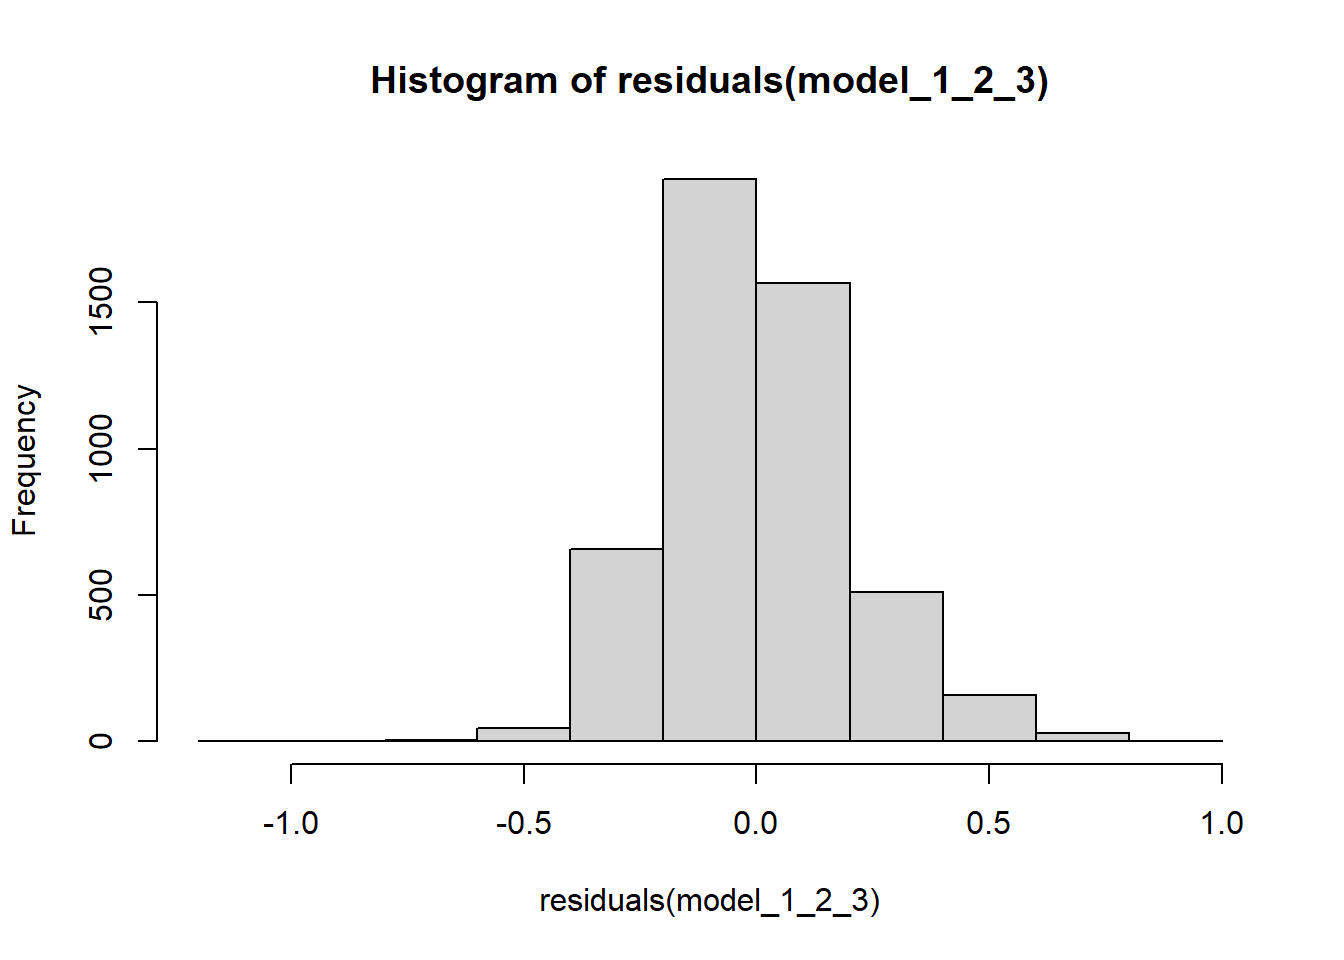 Histogram of residuals(model_1_2_3)
Frequency
1500
1000
500
0
-1.0 -0.5 0.0 0.5 1.0
residuals(model_1_2_3)